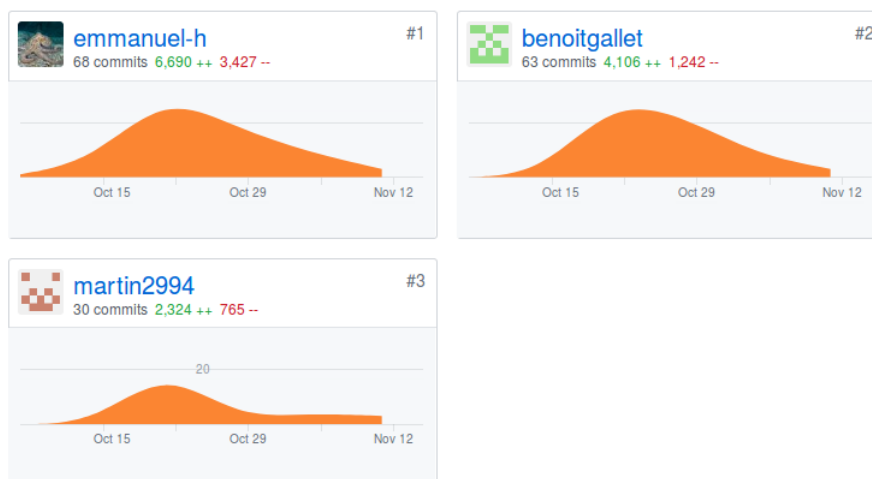 emmanuel-h #1
68 commits 6,690 ++ 3,427 --
Oct 15 Oct 29 Nov 12
benoitgallet #2
63 commits 4,106 ++ 1,242 --
Oct 15 Oct 29 Nov 12
martin2994 #3
30 commits 2,324 ++ 765 --
20
Oct 15 Oct 29 Nov 12